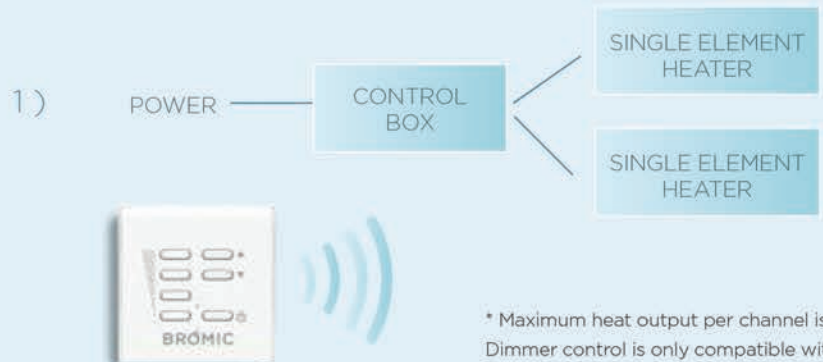 1)
POWER
CONTROL
BOX
SINGLE ELEMENT
HEATER
SINGLE ELEMENT
HEATER
BROMIC
* Maximum heat output per channel is
Dimmer control is only compatible wit